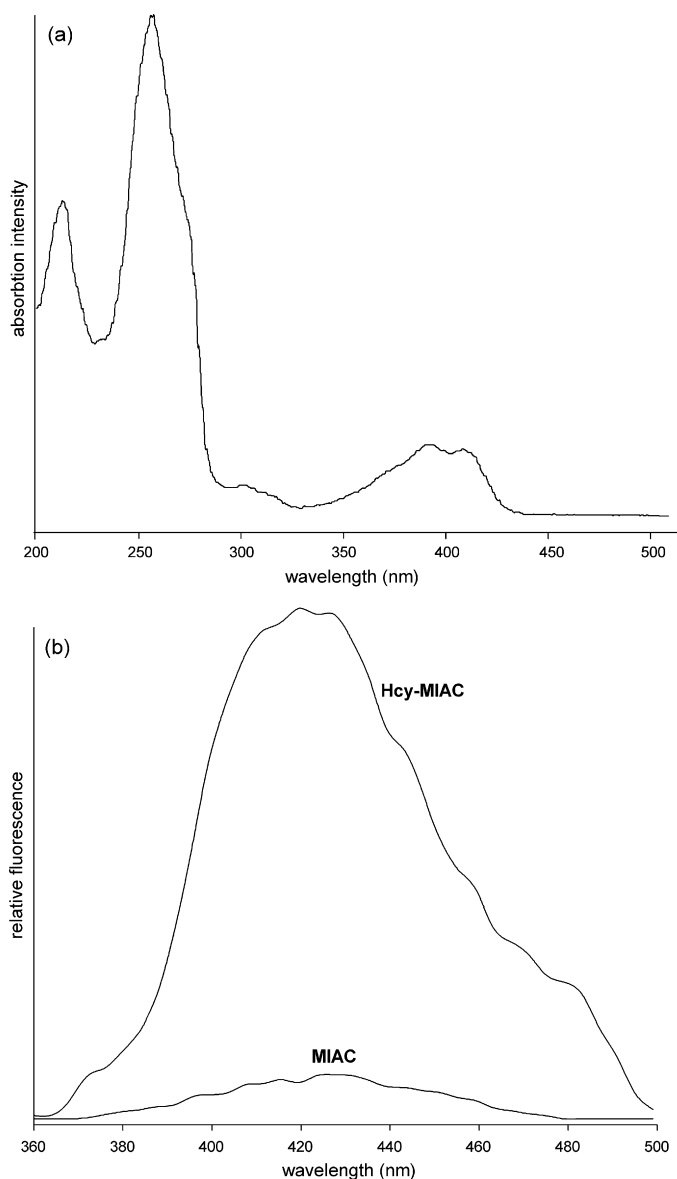 (a)
absorbtion intensity
200 250 300 350 400 450 500
wavelength (nm)
(b)
Hcy-MIAC
relative fluorescence
MIAC
360 380 400 420 440 460 480 500
wavelength (nm)